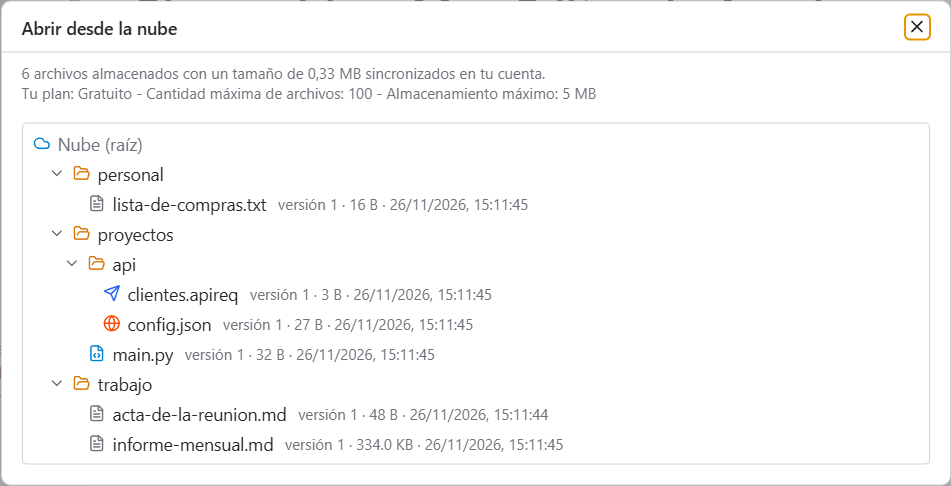 Abrir desde la nube
6 archivos almacenados con un tamaño de 0,33 MB sincronizados en tu cuenta.
Tu plan: Gratuito - Cantidad máxima de archivos: 100 - Almacenamiento máximo: 5 MB
Nube (raíz)
personal
lista-de-compras.txt versión 1 · 16 B · 26/11/2026, 15:11:45
proyectos
api
clientes.apireq versión 1 · 3 B · 26/11/2026, 15:11:45
config.json versión 1 · 27 B · 26/11/2026, 15:11:45
main.py versión 1 · 32 B · 26/11/2026, 15:11:45
trabajo
acta-de-la-reunion.md versión 1 · 48 B · 26/11/2026, 15:11:44
informe-mensual.md versión 1 · 334.0 KB · 26/11/2026, 15:11:45